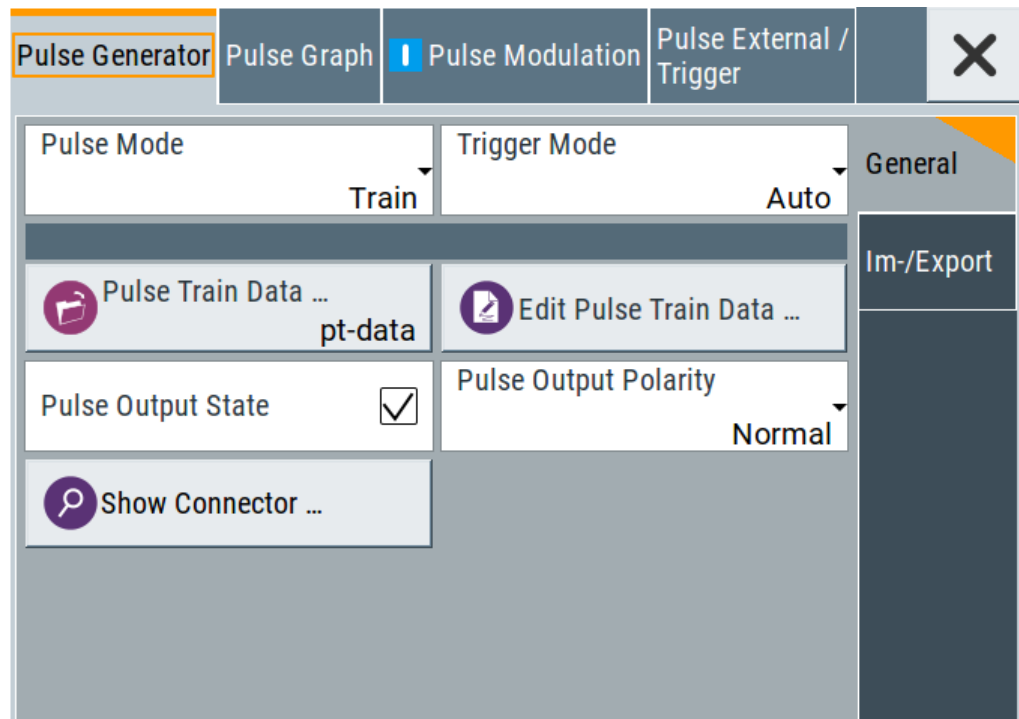 Pulse Generator
Pulse Graph
Pulse Modulation
Pulse External /
Trigger
Pulse Mode
Train
Trigger Mode
Auto
General
Im-/Export
Pulse Train Data ...
pt-data
Edit Pulse Train Data ...
Pulse Output State
Pulse Output Polarity
Normal
Show Connector ...